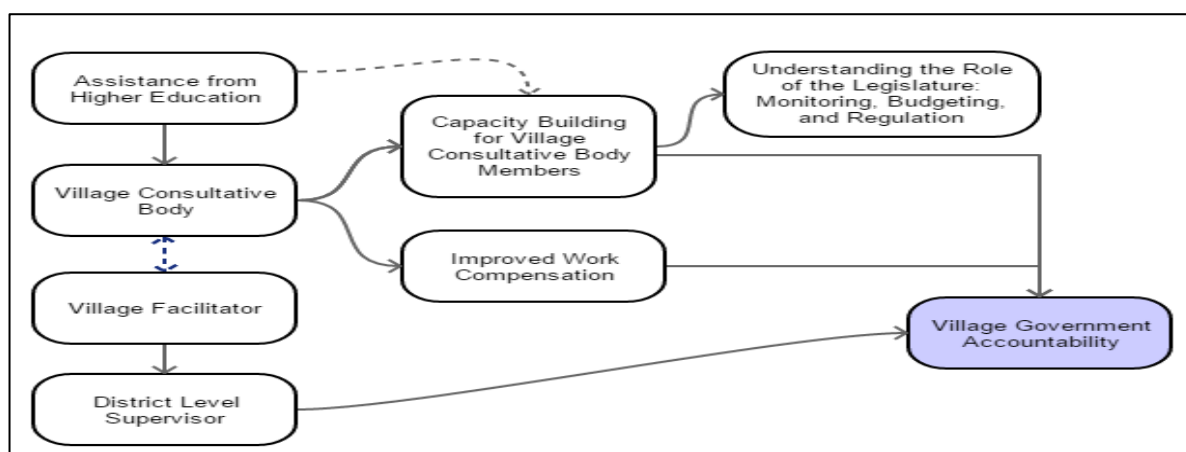 Assistance from
Higher Education
Understanding the Role
of the Legislature:
Monitoring, Budgeting,
and Regulation
Capacity Building
for Village
Consultative Body
Members
Village Consultative
Body
Improved Work
Compensation
Village Facilitator
Village Government
Accountability
District Level
Supervisor